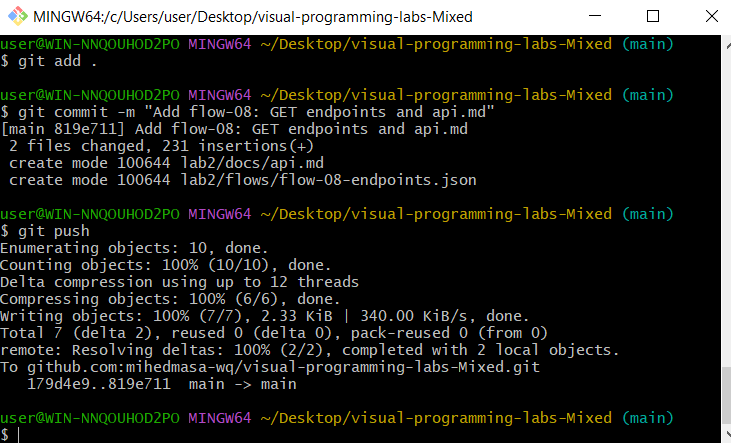 MINGW64:/c/Users/user/Desktop/visual-programming-labs-Mixed
user@WIN-NNQOUHOD2PO MINGW64 ~/Desktop/visual-programming-labs-Mixed (main)
$ git add .
user@WIN-NNQOUHOD2PO MINGW64 ~/Desktop/visual-programming-labs-Mixed (main)
$ git commit -m "Add flow-08: GET endpoints and api.md"
[main 819e711] Add flow-08: GET endpoints and api.md
 2 files changed, 231 insertions(+)
 create mode 100644 lab2/docs/api.md
 create mode 100644 lab2/flows/flow-08-endpoints.json
user@WIN-NNQOUHOD2PO MINGW64 ~/Desktop/visual-programming-labs-Mixed (main)
$ git push
Enumerating objects: 10, done.
Counting objects: 100% (10/10), done.
Delta compression using up to 12 threads
Compressing objects: 100% (6/6), done.
Writing objects: 100% (7/7), 2.33 KiB | 340.00 KiB/s, done.
Total 7 (delta 2), reused 0 (delta 0), pack-reused 0 (from 0)
remote: Resolving deltas: 100% (2/2), completed with 2 local objects.
To github.com:mihedmasa-wq/visual-programming-labs-Mixed.git
   179d4e9..819e711  main -> main
user@WIN-NNQOUHOD2PO MINGW64 ~/Desktop/visual-programming-labs-Mixed (main)
$